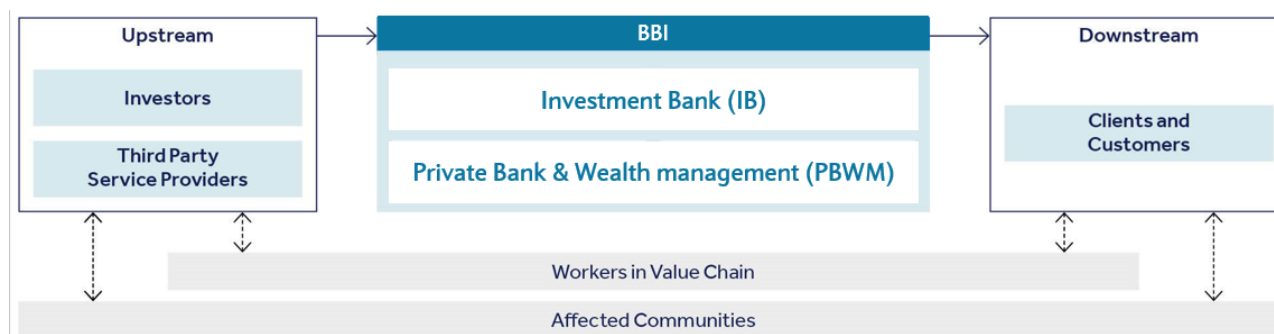 Upstream
Investors
Third Party
Service Providers
BBI
Investment Bank (IB)
Private Bank & Wealth management (PBWM)
Downstream
Clients and
Customers
Workers in Value Chain
Affected Communities